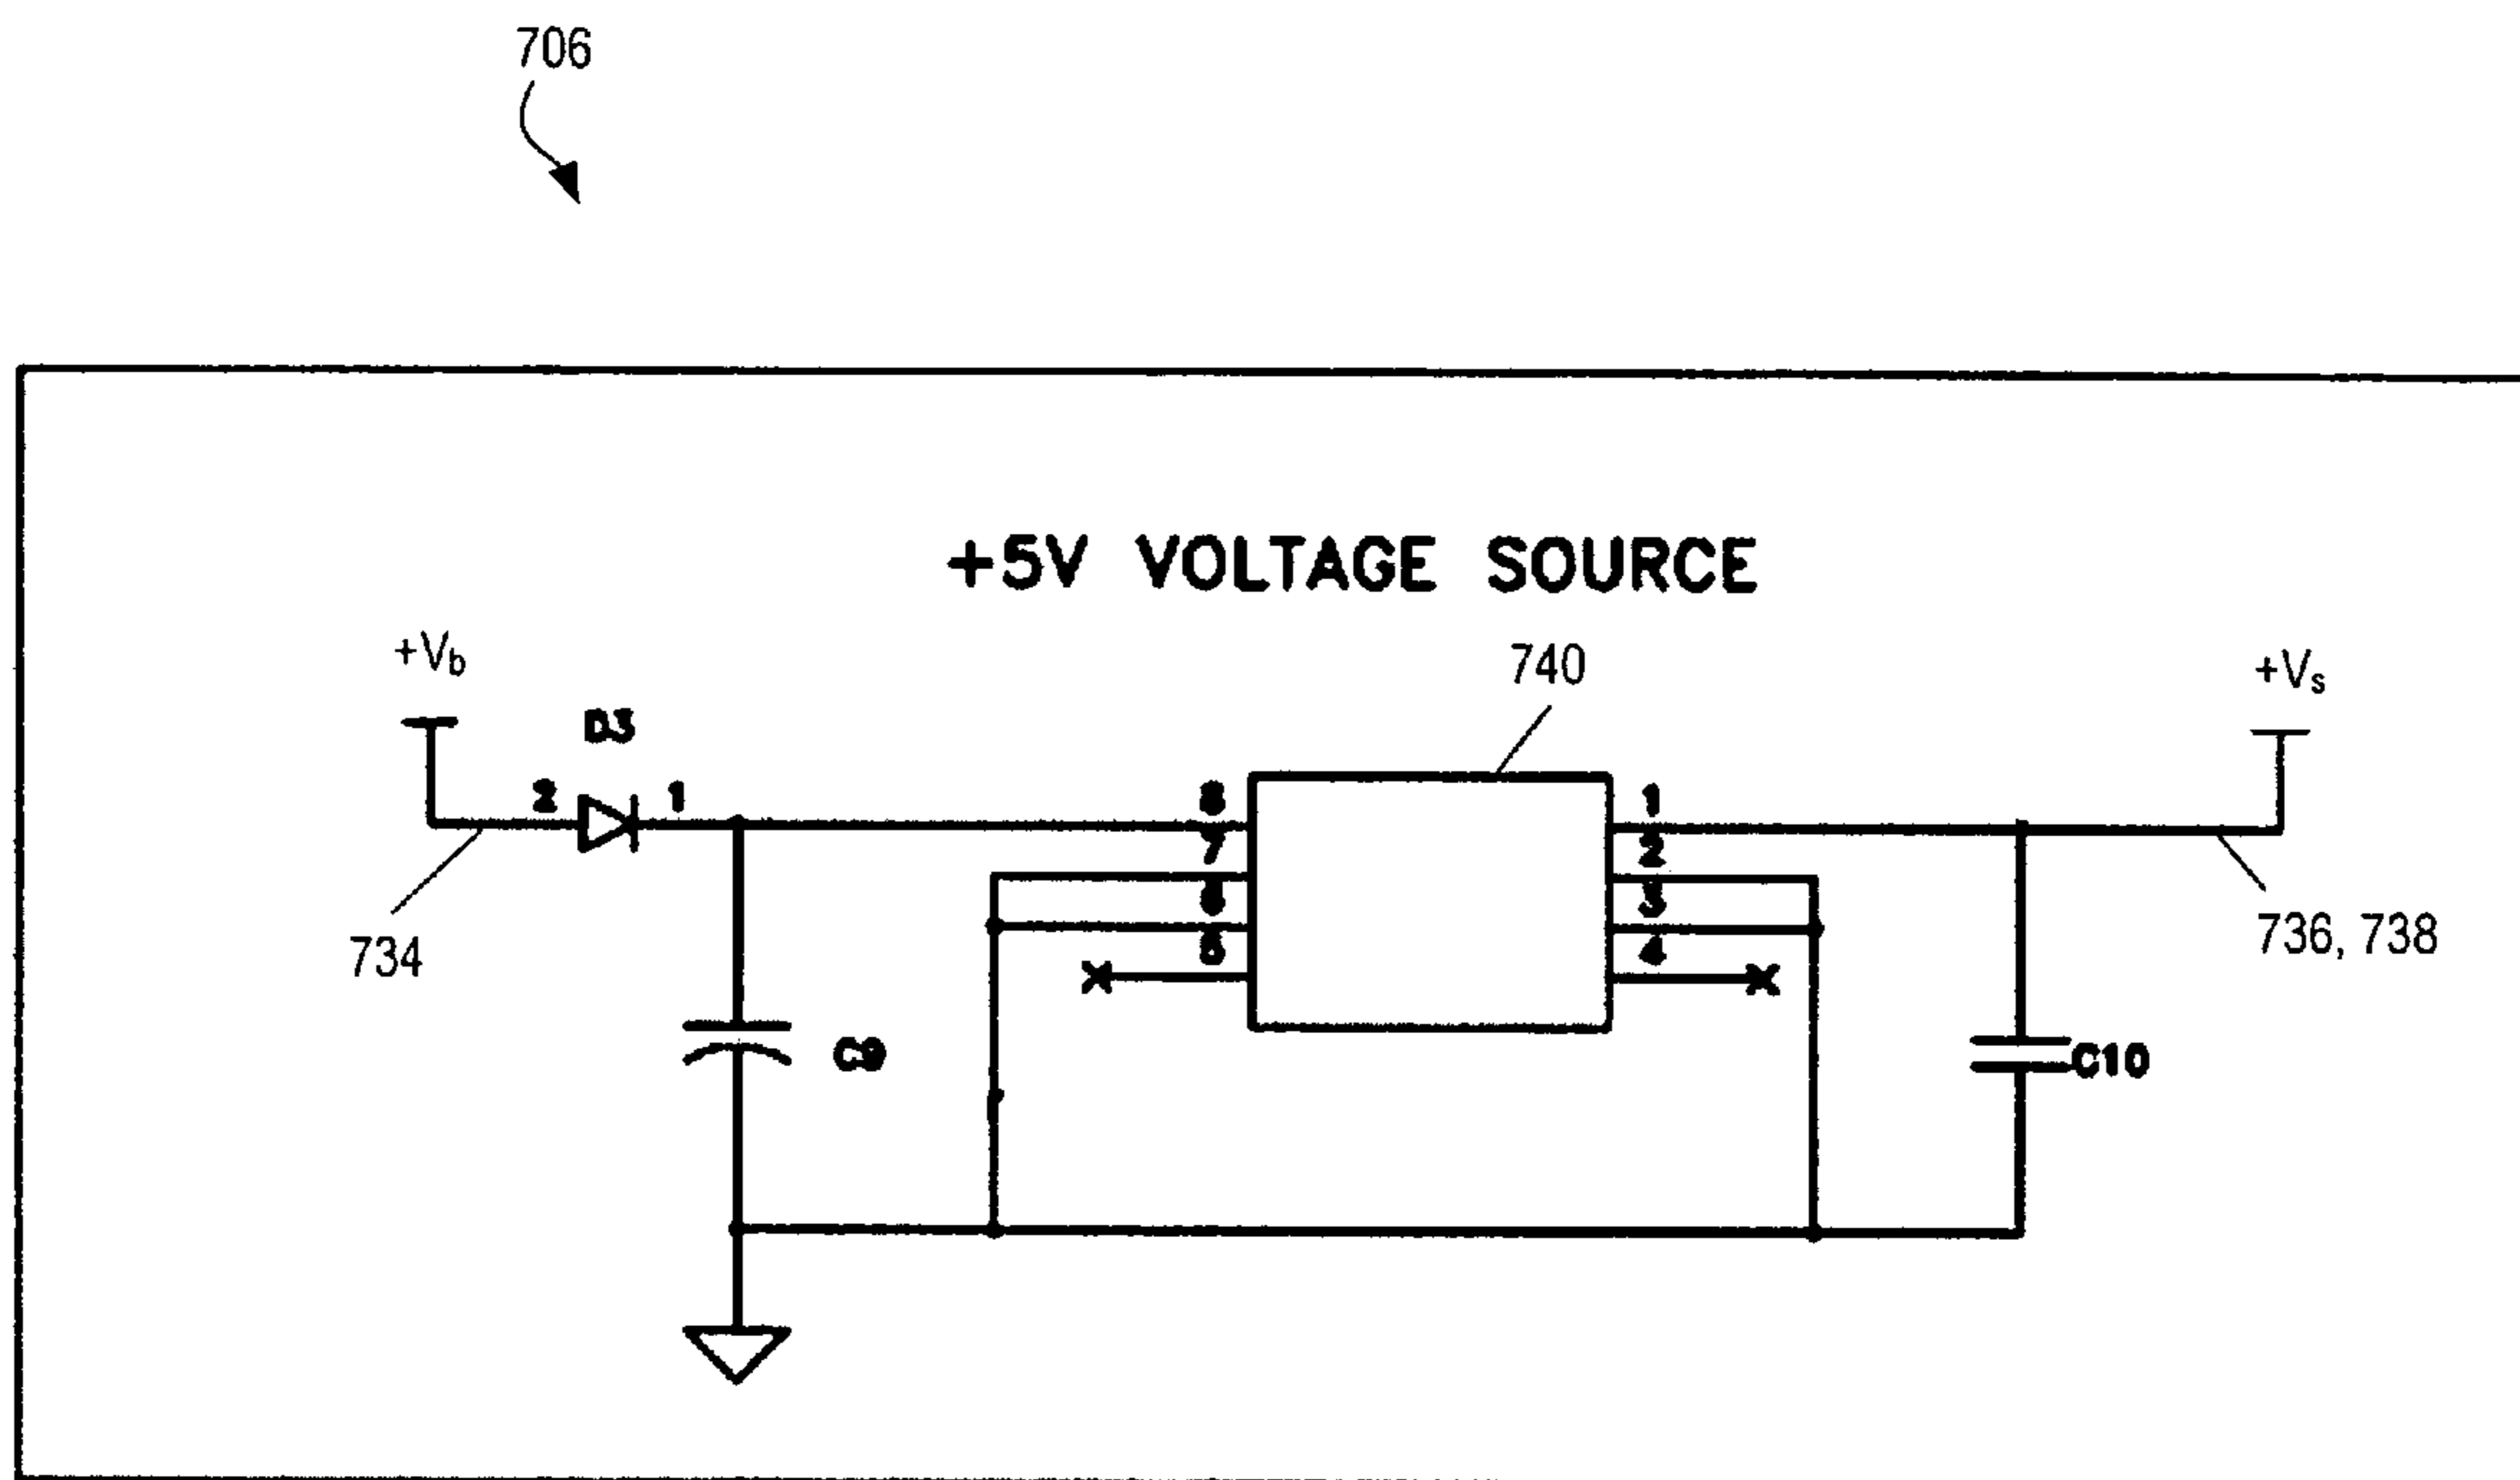 706
+5V VOLTAGE SOURCE
+Vb
740
+Vs
D3
2
1
8
1
7
2
6
3
5
4
734
736, 738
C9
C10